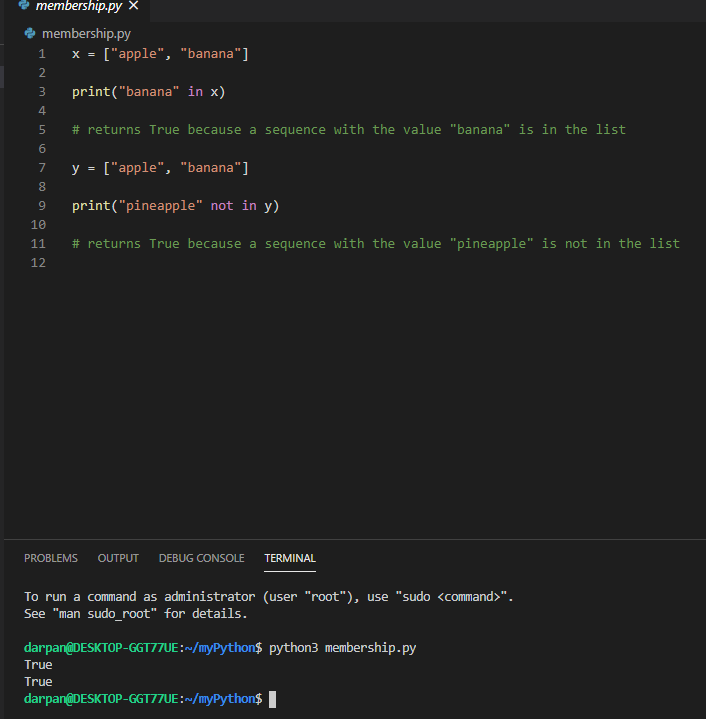 membership.py
membership.py
1 x = ["apple", "banana"]
2
3 print("banana" in x)
4
5 # returns True because a sequence with the value "banana" is in the list
6
7 y = ["apple", "banana"]
8
9 print("pineapple" not in y)
10
11 # returns True because a sequence with the value "pineapple" is not in the list
12
PROBLEMS OUTPUT DEBUG CONSOLE TERMINAL
To run a command as administrator (user "root"), use "sudo <command>".
See "man sudo_root" for details.
darpan@DESKTOP-GGT77UE:~/myPython$ python3 membership.py
True
True
darpan@DESKTOP-GGT77UE:~/myPython$